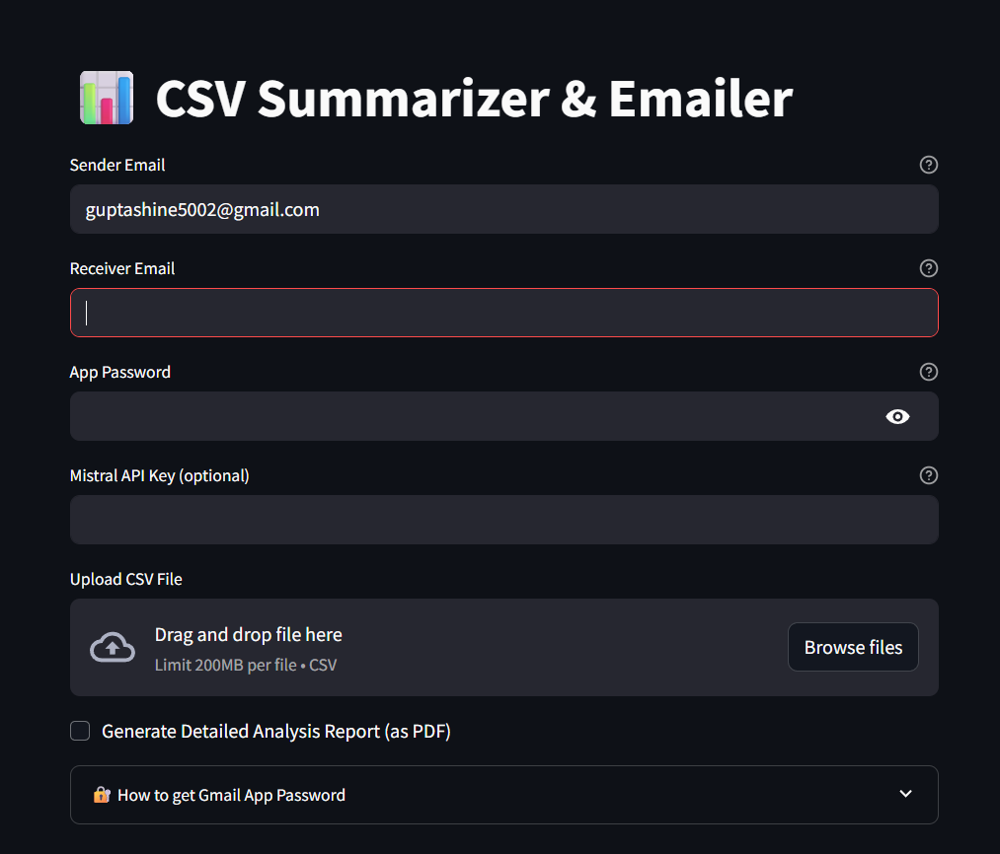 CSV Summarizer & Emailer
Sender Email
guptashine5002@gmail.com
Receiver Email
App Password
Mistral API Key (optional)
Upload CSV File
Drag and drop file here
Limit 200MB per file • CSV
Browse files
Generate Detailed Analysis Report (as PDF)
How to get Gmail App Password